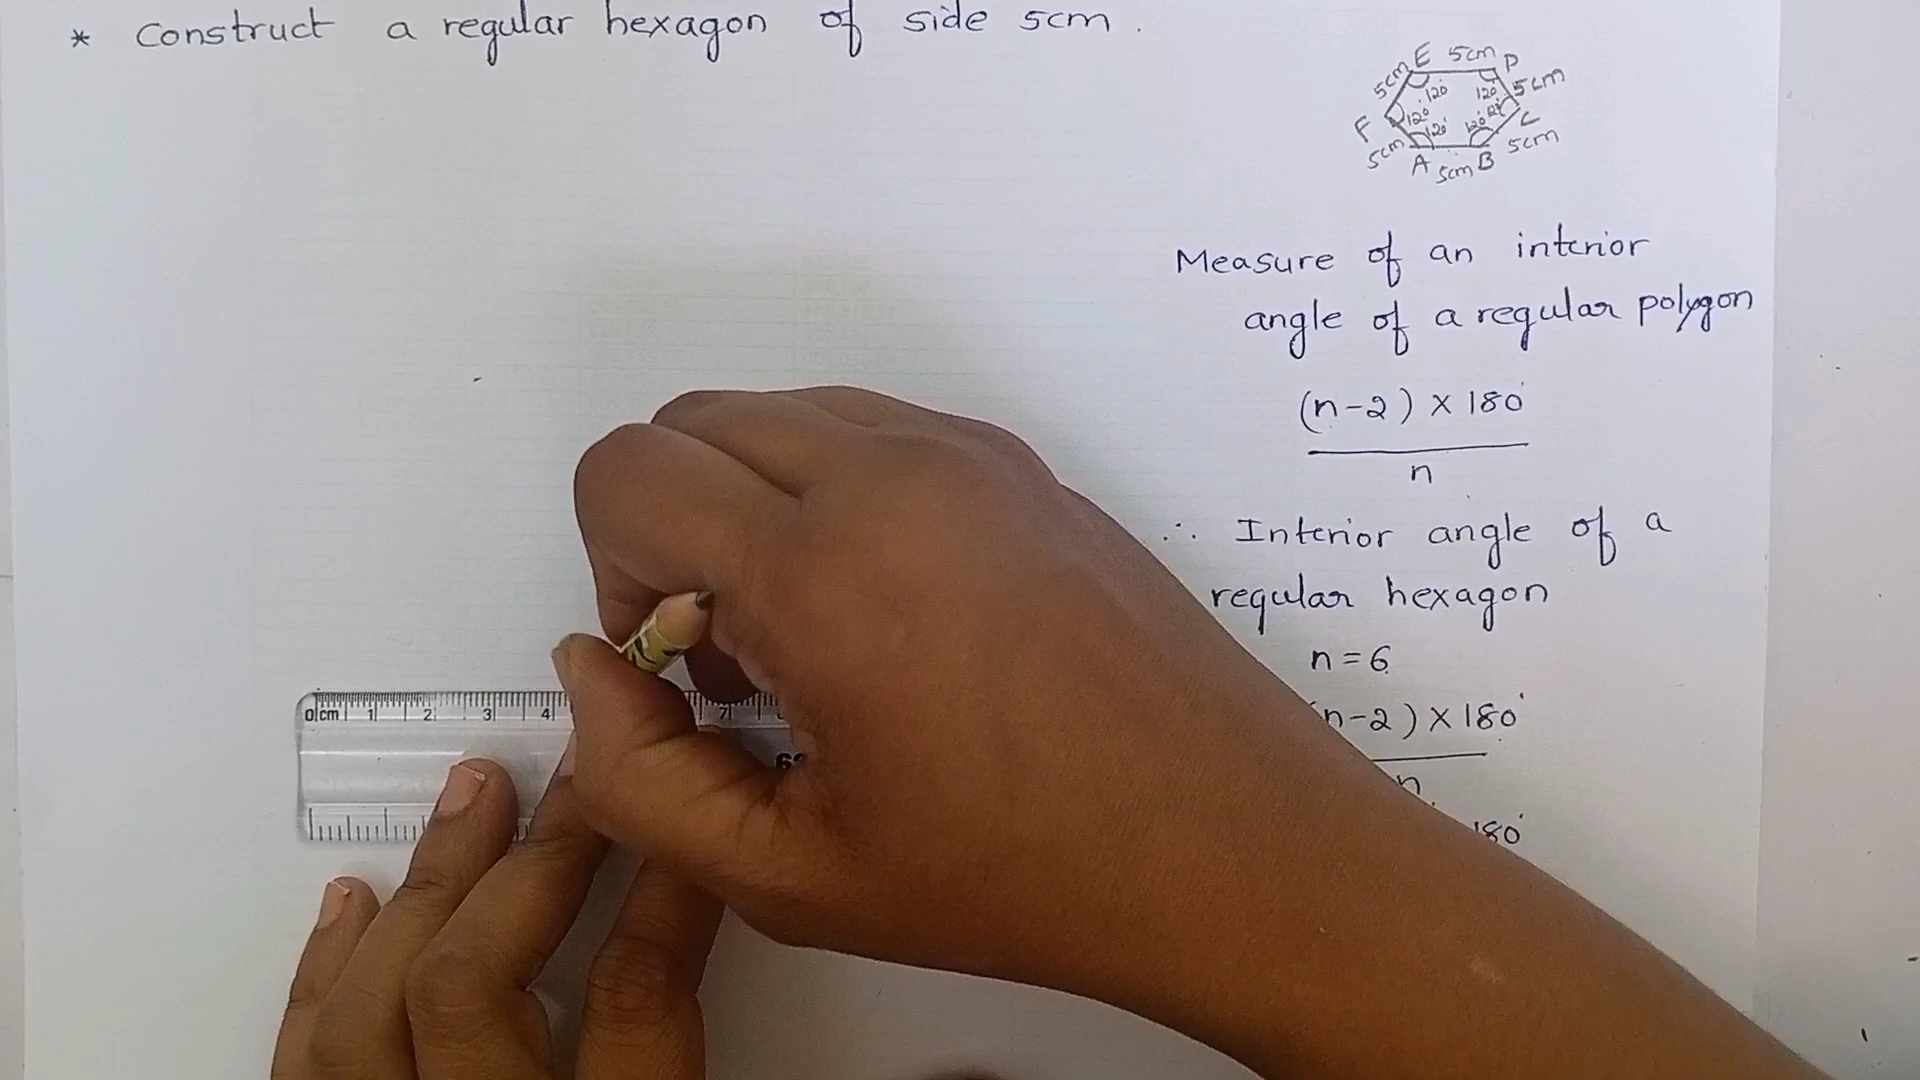 * Construct a regular hexagon of side 5cm.
E 5cm D
5cm 120° 120° 5cm
F 120° 120° C
120° 120°
5cm A 5cm B 5cm
Measure of an interior
angle of a regular polygon
(n-2) × 180°
n
∴ Interior angle of a
regular hexagon
n = 6
n-2) × 180°
n
180°
0 cm 1 2 3 4 7